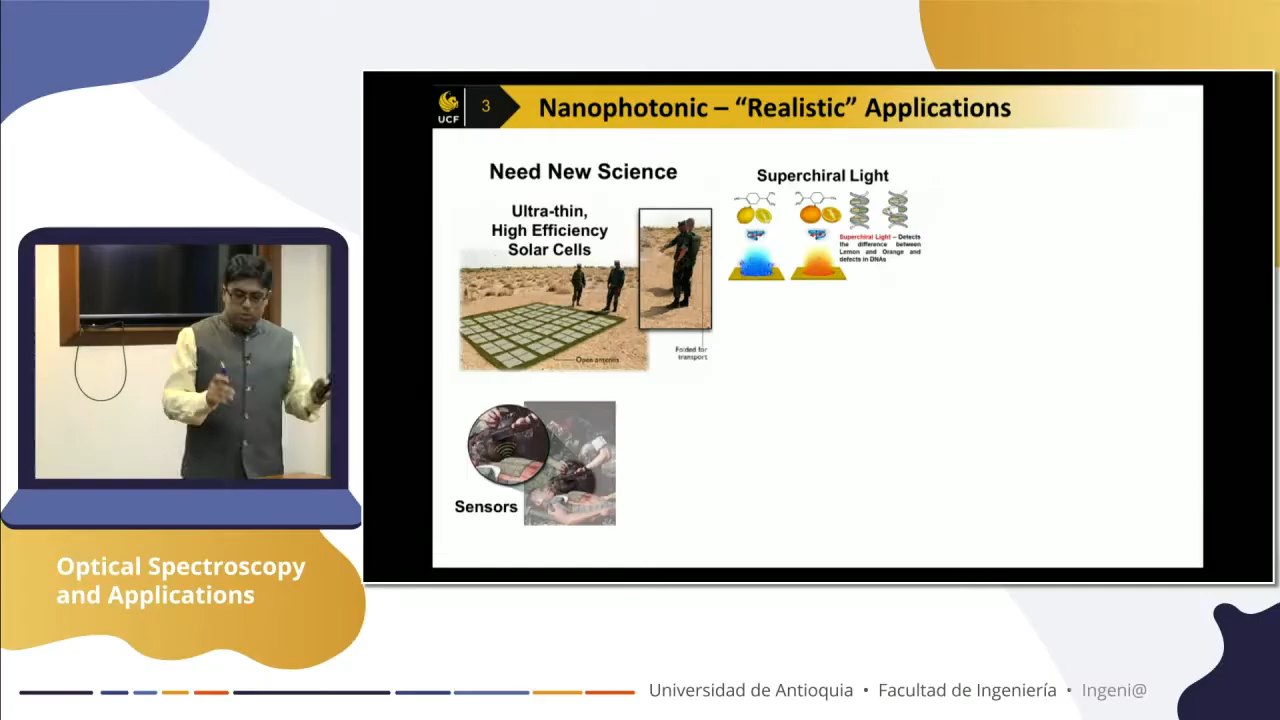 UCF
3
Nanophotonic – “Realistic” Applications
Need New Science
Ultra-thin,
High Efficiency
Solar Cells
Open antenna
Folded for
transport
Superchiral Light
Superchiral Light – Detects
the difference between
Lemon and Orange and
defects in DNAs
Sensors
Optical Spectroscopy
and Applications
Universidad de Antioquia • Facultad de Ingeniería • Ingeni@